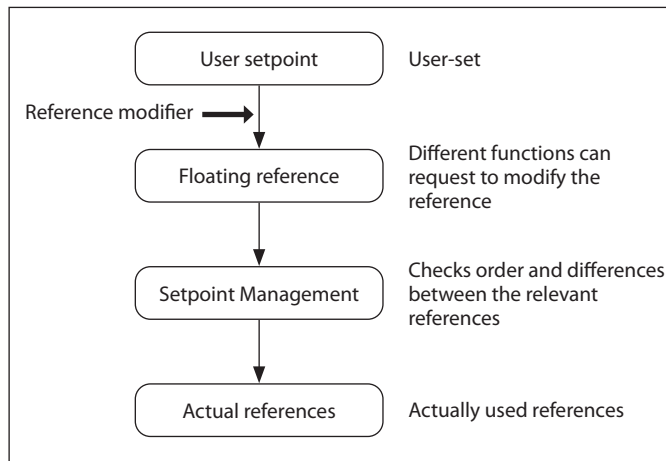 User setpoint
User-set
Reference modifier
Floating reference
Different functions can
request to modify the
reference
Setpoint Management
Checks order and differences
between the relevant
references
Actual references
Actually used references